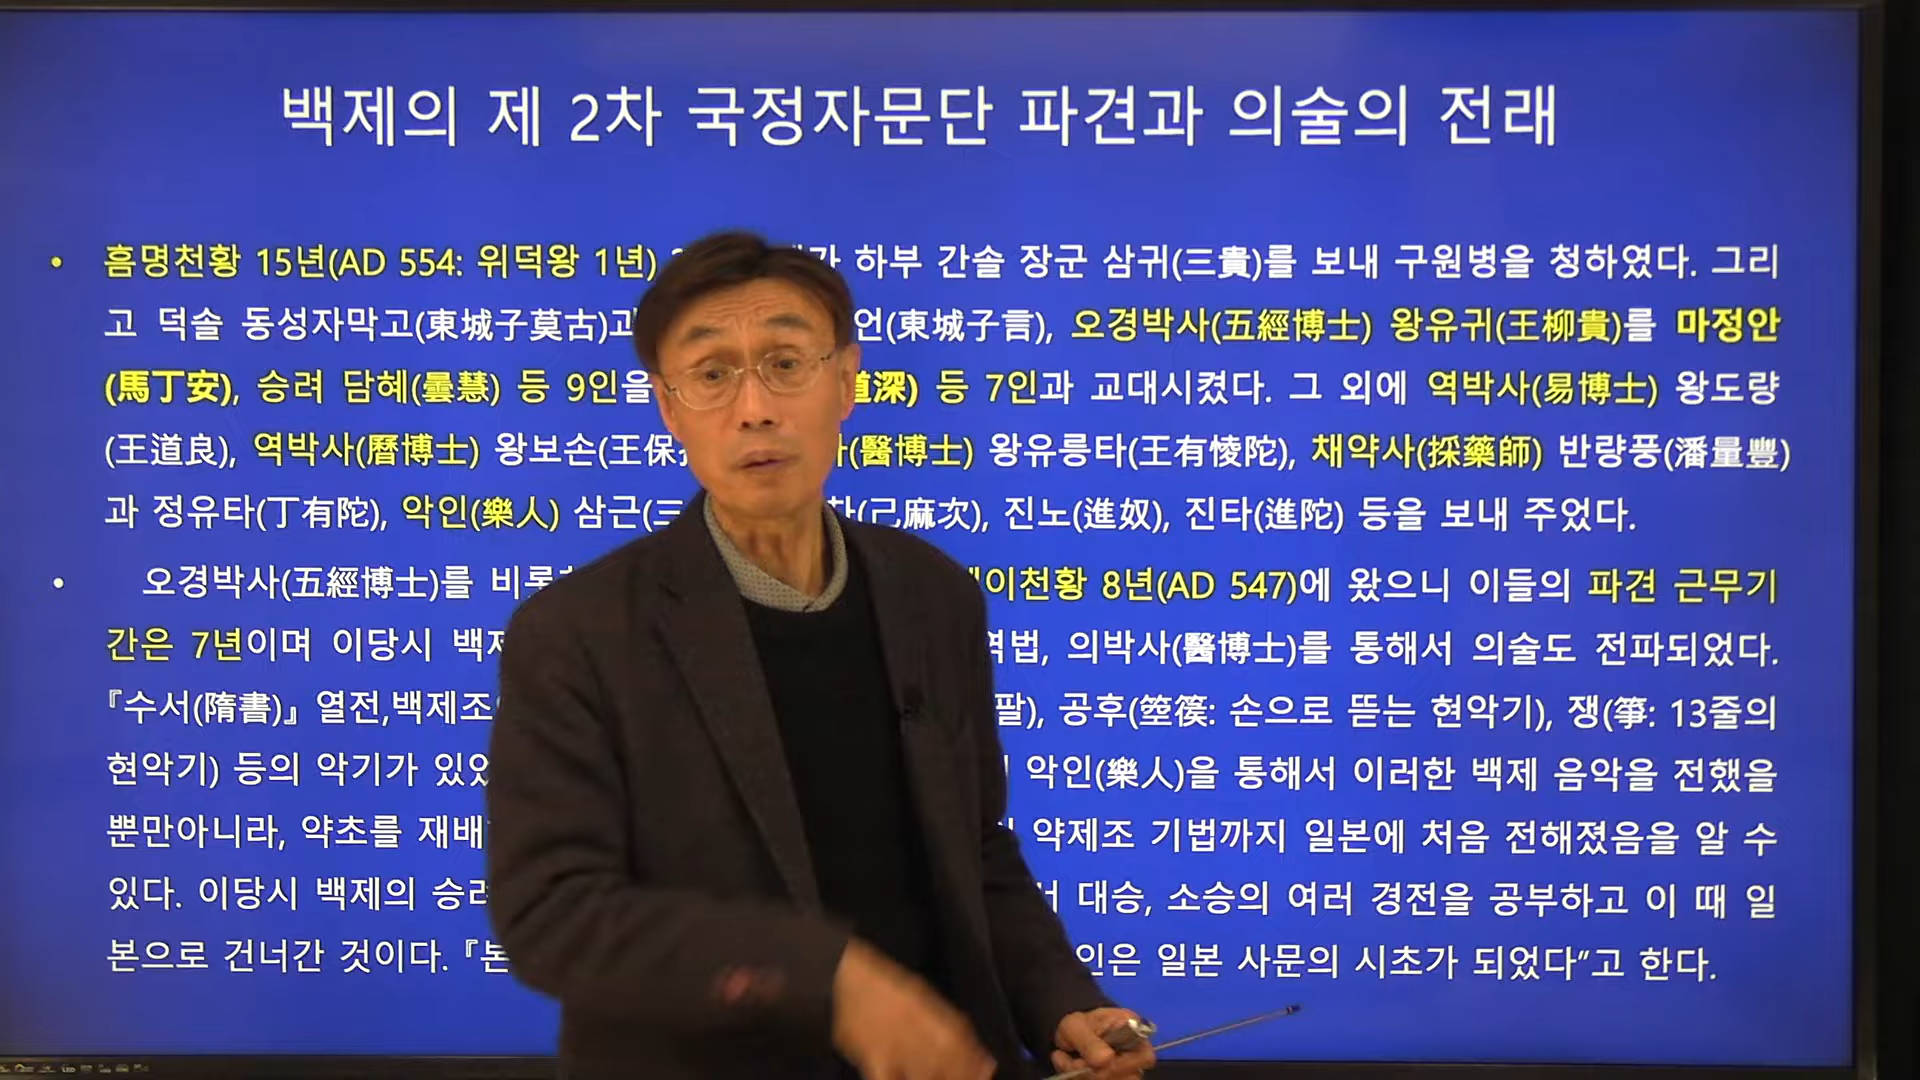 백제의 제 2차 국정자문단 파견과 의술의 전래
• 흠명천황 15년(AD 554: 위덕왕 1년) 하부 간솔 장군 삼귀(三貴)를 보내 구원병을 청하였다. 그리
고 덕솔 동성자막고(東城子莫古)과 언(東城子言), 오경박사(五經博士) 왕유귀(王柳貴)를 마정안
(馬丁安), 승려 담혜(曇慧) 등 9인을 道深) 등 7인과 교대시켰다. 그 외에 역박사(易博士) 왕도량
(王道良), 역박사(曆博士) 왕보손(王保 (醫博士) 왕유릉타(王有㥄陀), 채약사(採藥師) 반량풍(潘量豐)
과 정유타(丁有陀), 악인(樂人) 삼근(三 차(己麻次), 진노(進奴), 진타(進陀) 등을 보내 주었다.
• 오경박사(五經博士)를 비롯 이천황 8년(AD 547)에 왔으니 이들의 파견 근무기
간은 7년이며 이당시 백제 역법, 의박사(醫博士)를 통해서 의술도 전파되었다.
『수서(隋書)』 열전,백제조 팔), 공후(箜篌: 손으로 뜯는 현악기), 쟁(箏: 13줄의
현악기) 등의 악기가 있었 악인(樂人)을 통해서 이러한 백제 음악을 전했을
뿐만아니라, 약초를 재배 약제조 기법까지 일본에 처음 전해졌음을 알 수
있다. 이당시 백제의 승려 대승, 소승의 여러 경전을 공부하고 이 때 일
본으로 건너간 것이다. 『본 인은 일본 사문의 시초가 되었다”고 한다.